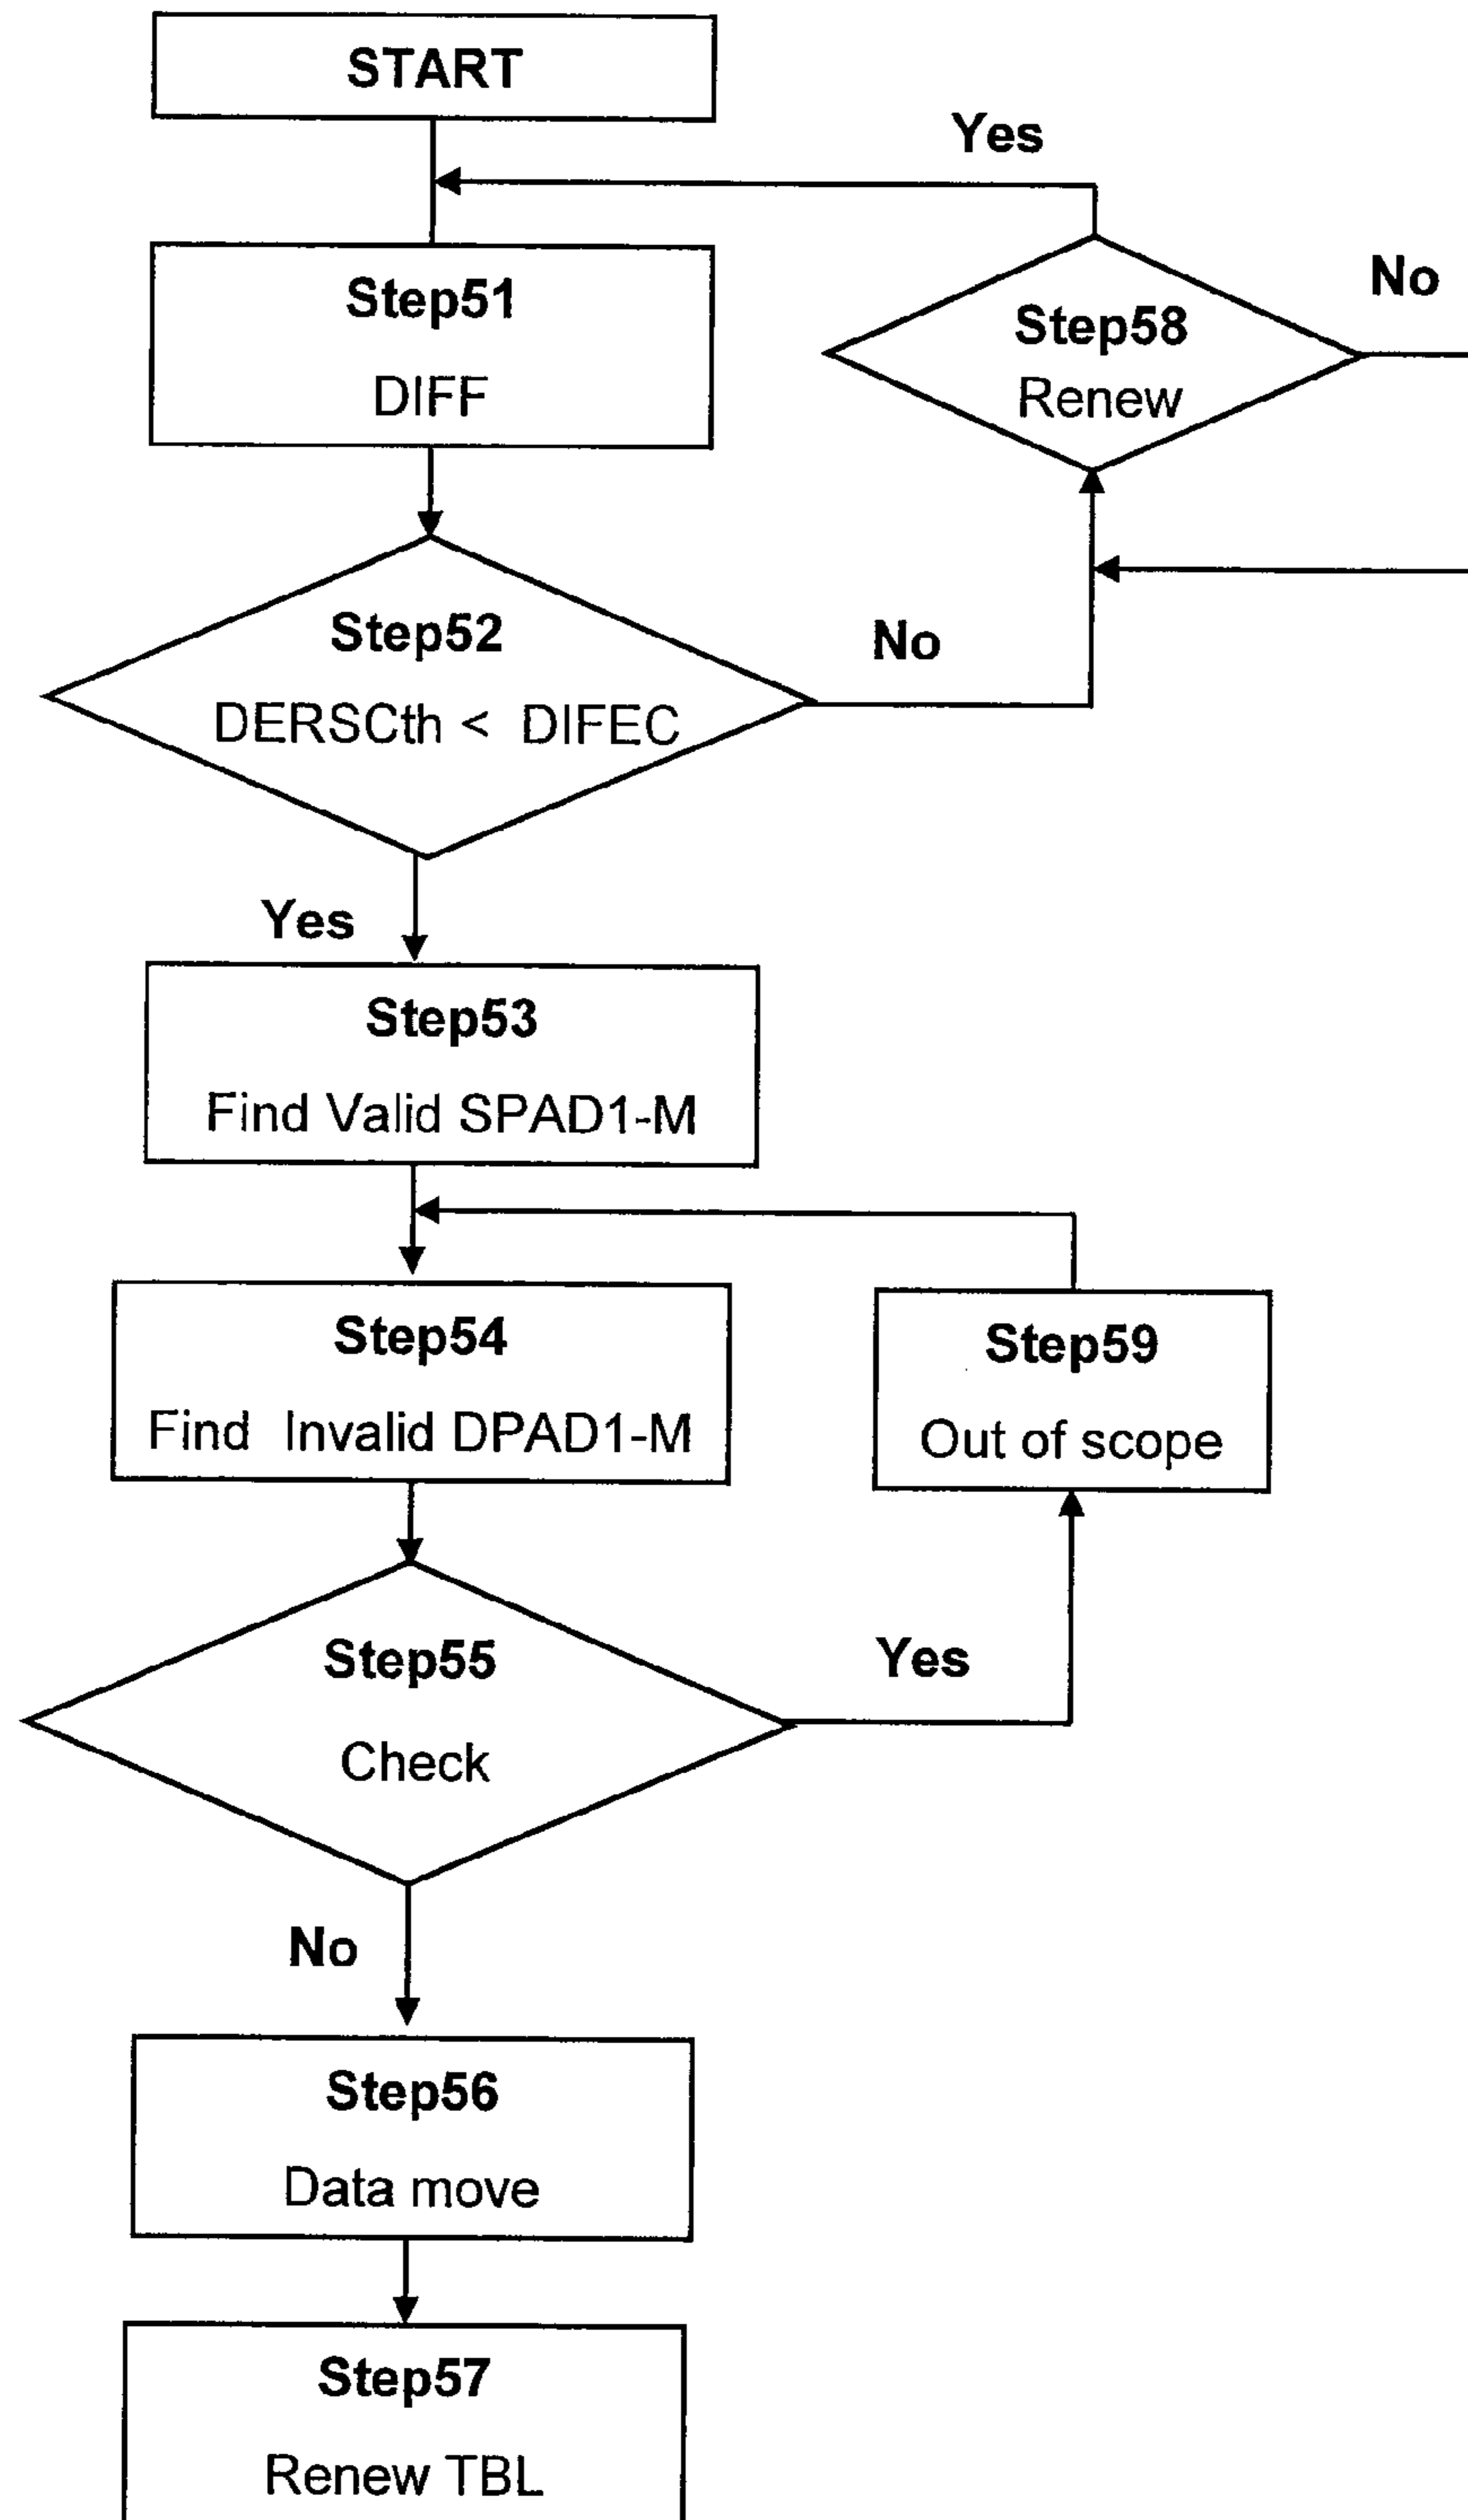 START
Yes
Step51
DIFF
Step58
Renew
No
Step52
DERSCth < DIFEC
No
Yes
Step53
Find Valid SPAD1-M
Step54
Find Invalid DPAD1-M
Step59
Out of scope
Step55
Check
Yes
No
Step56
Data move
Step57
Renew TBL